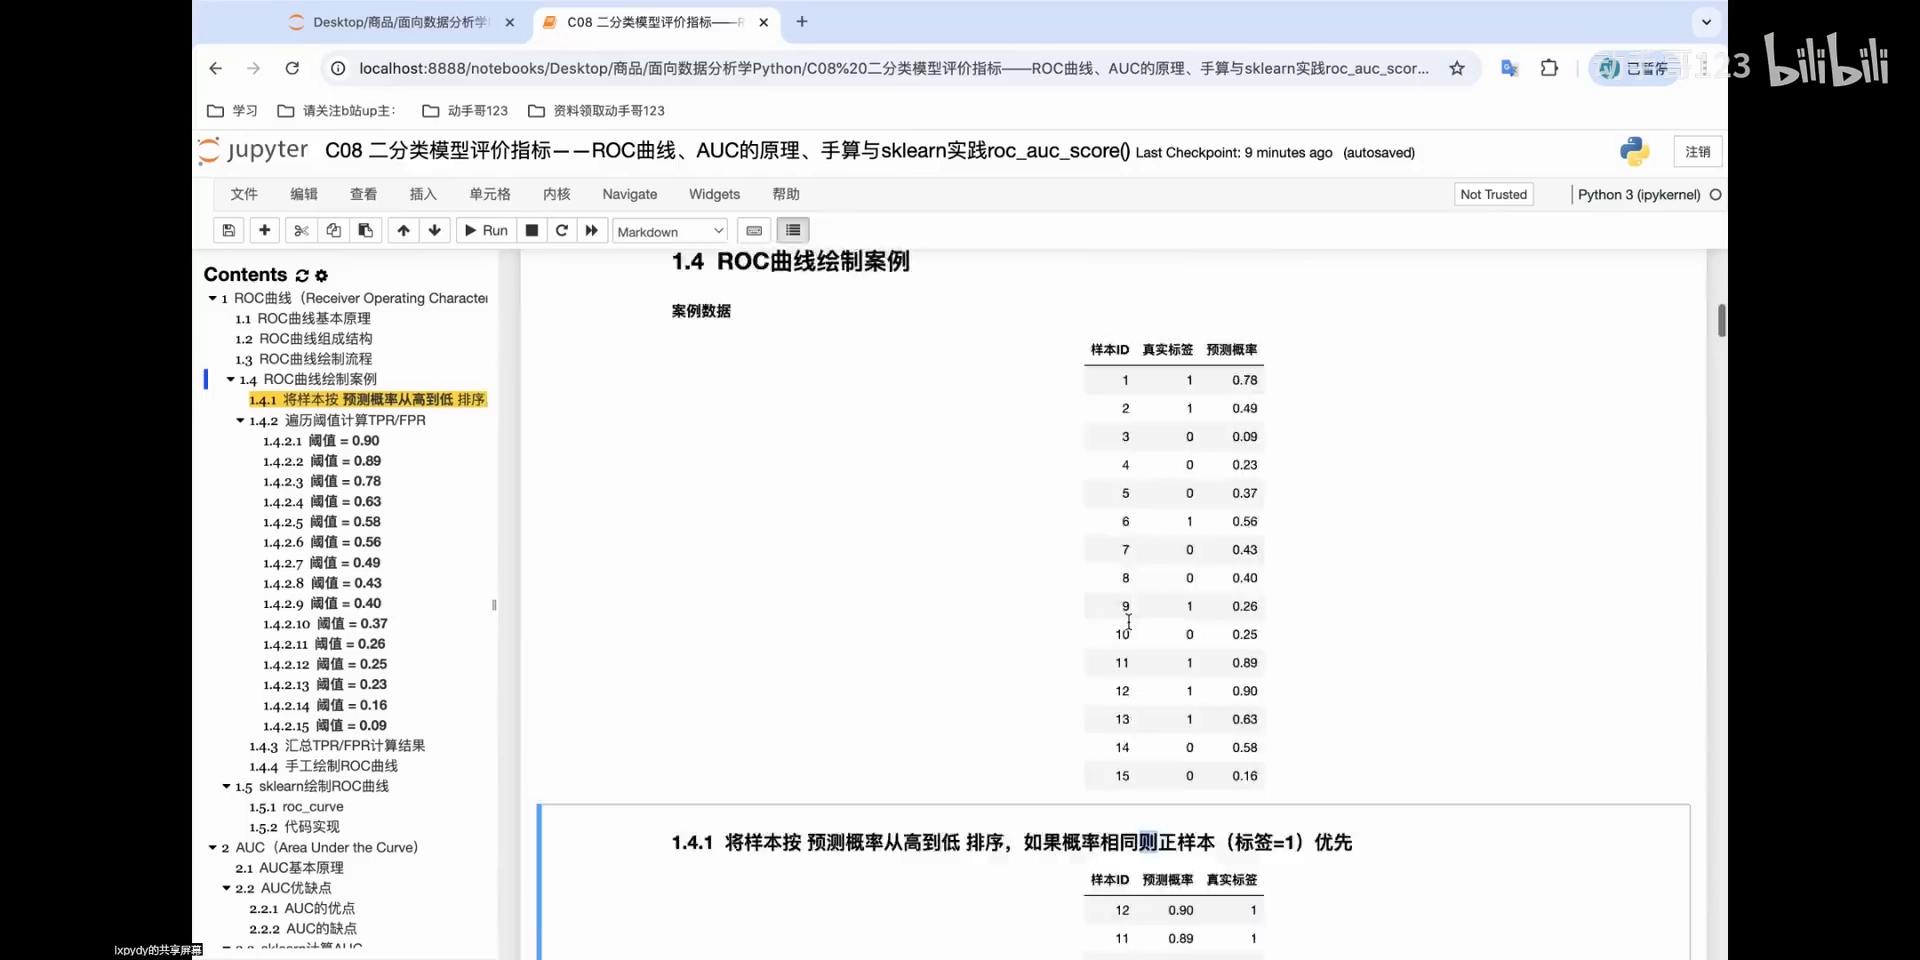 Desktop/商品/面向数据分析学
C08 二分类模型评价指标——R
localhost:8888/notebooks/Desktop/商品/面向数据分析学Python/C08%20二分类模型评价指标——ROC曲线、AUC的原理、手算与sklearn实践roc_auc_scor...
已暂停
动手哥123 bilibili
学习 请关注b站up主： 动手哥123 资料领取动手哥123
jupyter C08 二分类模型评价指标——ROC曲线、AUC的原理、手算与sklearn实践roc_auc_score() Last Checkpoint: 9 minutes ago (autosaved)
注销
文件 编辑 查看 插入 单元格 内核 Navigate Widgets 帮助
Not Trusted Python 3 (ipykernel)
Run Markdown
Contents
1 ROC曲线（Receiver Operating Character
1.1 ROC曲线基本原理
1.2 ROC曲线组成结构
1.3 ROC曲线绘制流程
1.4 ROC曲线绘制案例
1.4.1 将样本按 预测概率从高到低 排序
1.4.2 遍历阈值计算TPR/FPR
1.4.2.1 阈值 = 0.90
1.4.2.2 阈值 = 0.89
1.4.2.3 阈值 = 0.78
1.4.2.4 阈值 = 0.63
1.4.2.5 阈值 = 0.58
1.4.2.6 阈值 = 0.56
1.4.2.7 阈值 = 0.49
1.4.2.8 阈值 = 0.43
1.4.2.9 阈值 = 0.40
1.4.2.10 阈值 = 0.37
1.4.2.11 阈值 = 0.26
1.4.2.12 阈值 = 0.25
1.4.2.13 阈值 = 0.23
1.4.2.14 阈值 = 0.16
1.4.2.15 阈值 = 0.09
1.4.3 汇总TPR/FPR计算结果
1.4.4 手工绘制ROC曲线
1.5 sklearn绘制ROC曲线
1.5.1 roc_curve
1.5.2 代码实现
2 AUC（Area Under the Curve）
2.1 AUC基本原理
2.2 AUC优缺点
2.2.1 AUC的优点
2.2.2 AUC的缺点
2.3 sklearn计算AUC
1.4 ROC曲线绘制案例
案例数据
样本ID 真实标签 预测概率
1 1 0.78
2 1 0.49
3 0 0.09
4 0 0.23
5 0 0.37
6 1 0.56
7 0 0.43
8 0 0.40
9 1 0.26
10 0 0.25
11 1 0.89
12 1 0.90
13 1 0.63
14 0 0.58
15 0 0.16
1.4.1 将样本按 预测概率从高到低 排序，如果概率相同则正样本（标签=1）优先
样本ID 预测概率 真实标签
12 0.90 1
11 0.89 1
lxpydy的共享屏幕